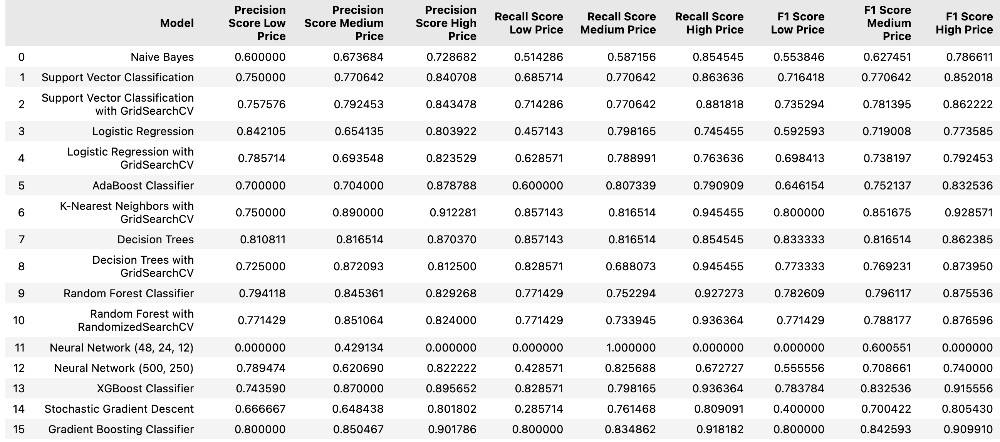 Model Precision Score Low Price Precision Score Medium Price Precision Score High Price Recall Score Low Price Recall Score Medium Price Recall Score High Price F1 Score Low Price F1 Score Medium Price F1 Score High Price
0 Naive Bayes 0.600000 0.673684 0.728682 0.514286 0.587156 0.854545 0.553846 0.627451 0.786611
1 Support Vector Classification 0.750000 0.770642 0.840708 0.685714 0.770642 0.863636 0.716418 0.770642 0.852018
2 Support Vector Classification with GridSearchCV 0.757576 0.792453 0.843478 0.714286 0.770642 0.881818 0.735294 0.781395 0.862222
3 Logistic Regression 0.842105 0.654135 0.803922 0.457143 0.798165 0.745455 0.592593 0.719008 0.773585
4 Logistic Regression with GridSearchCV 0.785714 0.693548 0.823529 0.628571 0.788991 0.763636 0.698413 0.738197 0.792453
5 AdaBoost Classifier 0.700000 0.704000 0.878788 0.600000 0.807339 0.790909 0.646154 0.752137 0.832536
6 K-Nearest Neighbors with GridSearchCV 0.750000 0.890000 0.912281 0.857143 0.816514 0.945455 0.800000 0.851675 0.928571
7 Decision Trees 0.810811 0.816514 0.870370 0.857143 0.816514 0.854545 0.833333 0.816514 0.862385
8 Decision Trees with GridSearchCV 0.725000 0.872093 0.812500 0.828571 0.688073 0.945455 0.773333 0.769231 0.873950
9 Random Forest Classifier 0.794118 0.845361 0.829268 0.771429 0.752294 0.927273 0.782609 0.796117 0.875536
10 Random Forest with RandomizedSearchCV 0.771429 0.851064 0.824000 0.771429 0.733945 0.936364 0.771429 0.788177 0.876596
11 Neural Network (48, 24, 12) 0.000000 0.429134 0.000000 0.000000 1.000000 0.000000 0.000000 0.600551 0.000000
12 Neural Network (500, 250) 0.789474 0.620690 0.822222 0.428571 0.825688 0.672727 0.555556 0.708661 0.740000
13 XGBoost Classifier 0.743590 0.870000 0.895652 0.828571 0.798165 0.936364 0.783784 0.832536 0.915556
14 Stochastic Gradient Descent 0.666667 0.648438 0.801802 0.285714 0.761468 0.809091 0.400000 0.700422 0.805430
15 Gradient Boosting Classifier 0.800000 0.850467 0.901786 0.800000 0.834862 0.918182 0.800000 0.842593 0.909910